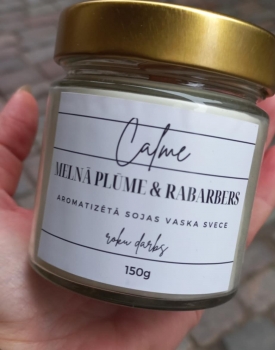 Calme
MELNĀ PLŪME & RABARBERS
AROMATIZĒTĀ SOJAS VASKA SVECE
roku darbs
150g